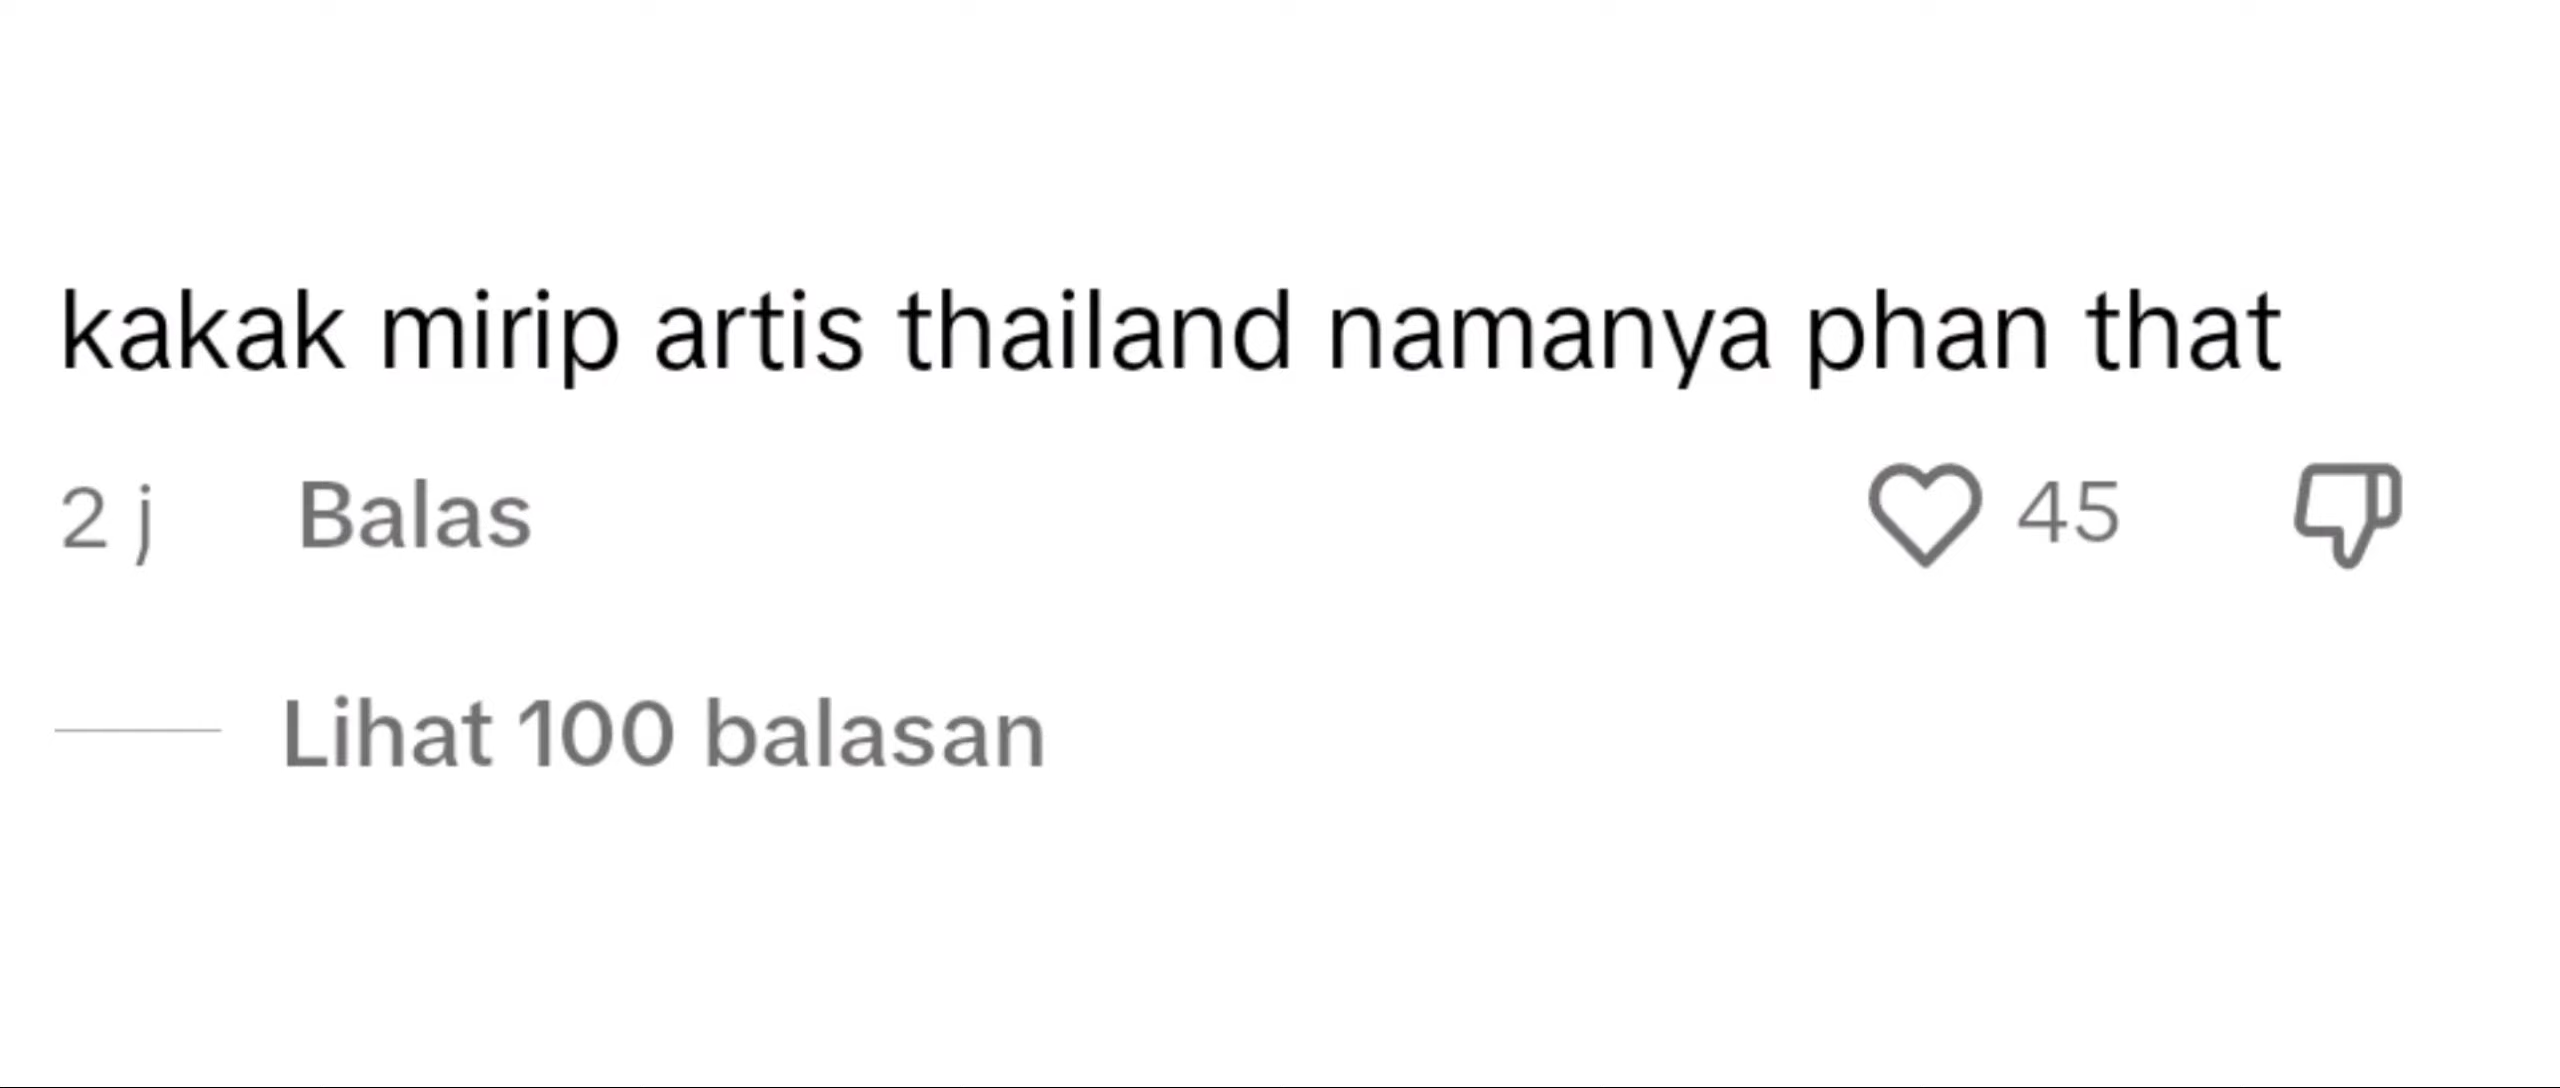 kakak mirip artis thailand namanya phan that
2 j Balas 45
Lihat 100 balasan